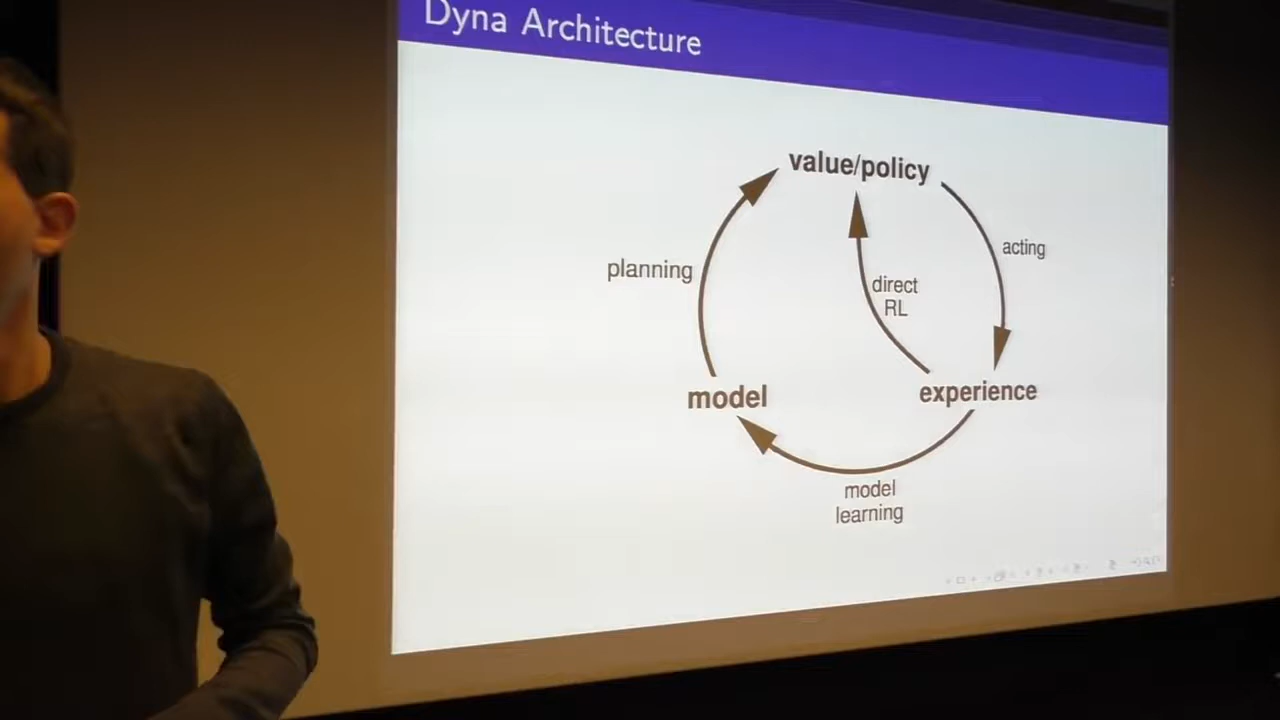 Dyna Architecture
value/policy
acting
planning
direct
RL
model
experience
model
learning